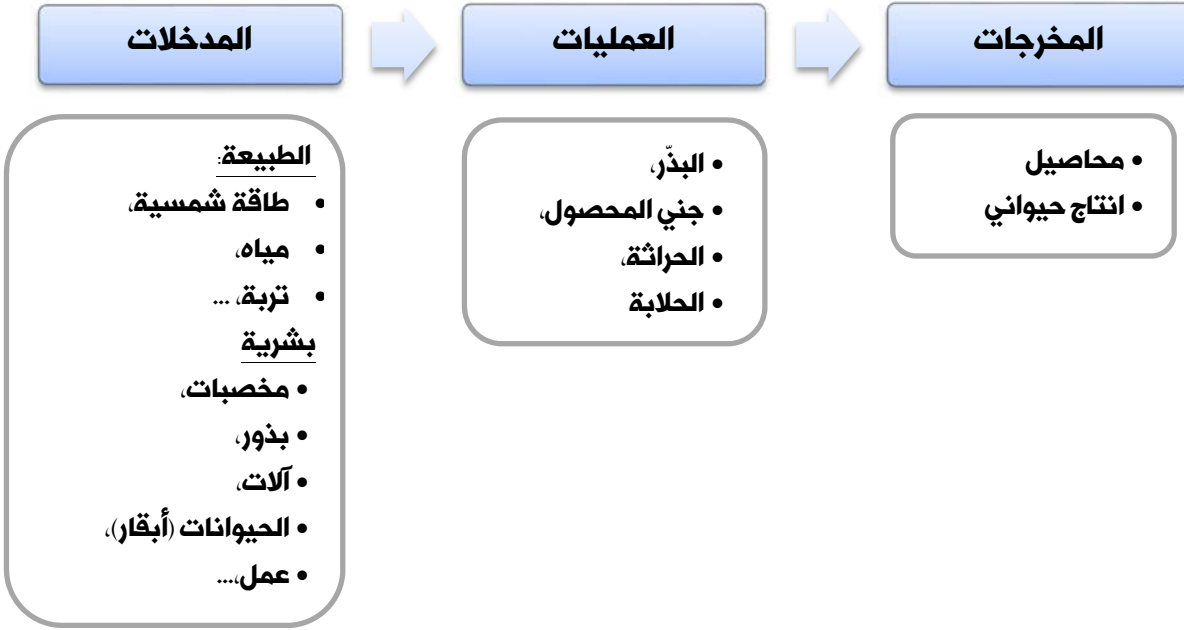 المدخلات
العمليات
المخرجات
الطبيعة:
• طاقة شمسية،
• مياه،
• تربة، ...
بشرية
• مخصبات،
• بذور،
• آلات،
• الحيوانات (أبقار)،
• عمل،...
• البذّر،
• جني المحصول،
• الحراثة،
• الحلابة
• محاصيل
• انتاج حيواني